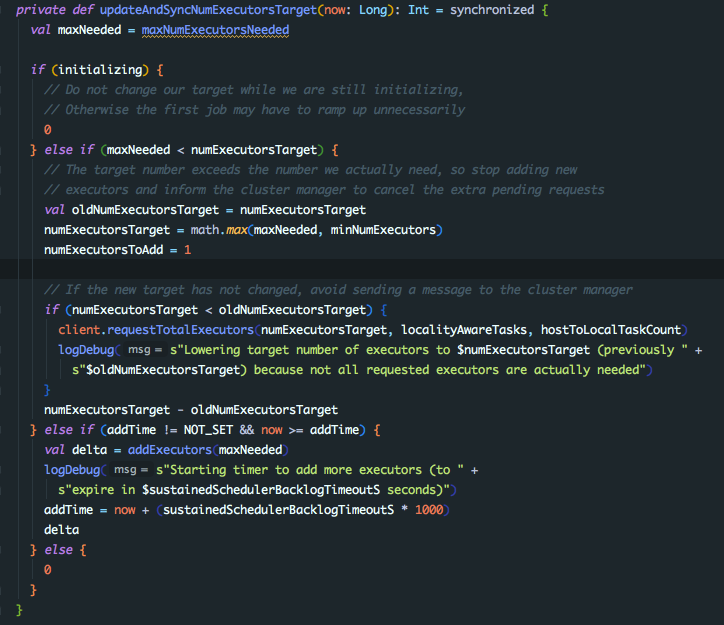 private def updateAndSyncNumExecutorsTarget(now: Long): Int = synchronized {
val maxNeeded = maxNumExecutorsNeeded
if (initializing) {
// Do not change our target while we are still initializing,
// Otherwise the first job may have to ramp up unnecessarily
0
} else if (maxNeeded < numExecutorsTarget) {
// The target number exceeds the number we actually need, so stop adding new
// executors and inform the cluster manager to cancel the extra pending requests
val oldNumExecutorsTarget = numExecutorsTarget
numExecutorsTarget = math.max(maxNeeded, minNumExecutors)
numExecutorsToAdd = 1
// If the new target has not changed, avoid sending a message to the cluster manager
if (numExecutorsTarget < oldNumExecutorsTarget) {
client.requestTotalExecutors(numExecutorsTarget, localityAwareTasks, hostToLocalTaskCount)
logDebug( msg = s"Lowering target number of executors to $numExecutorsTarget (previously " +
s"$oldNumExecutorsTarget) because not all requested executors are actually needed")
}
numExecutorsTarget - oldNumExecutorsTarget
} else if (addTime != NOT_SET && now >= addTime) {
val delta = addExecutors(maxNeeded)
logDebug( msg = s"Starting timer to add more executors (to " +
s"expire in $sustainedSchedulerBacklogTimeoutS seconds)")
addTime = now + (sustainedSchedulerBacklogTimeoutS * 1000)
delta
} else {
0
}
}